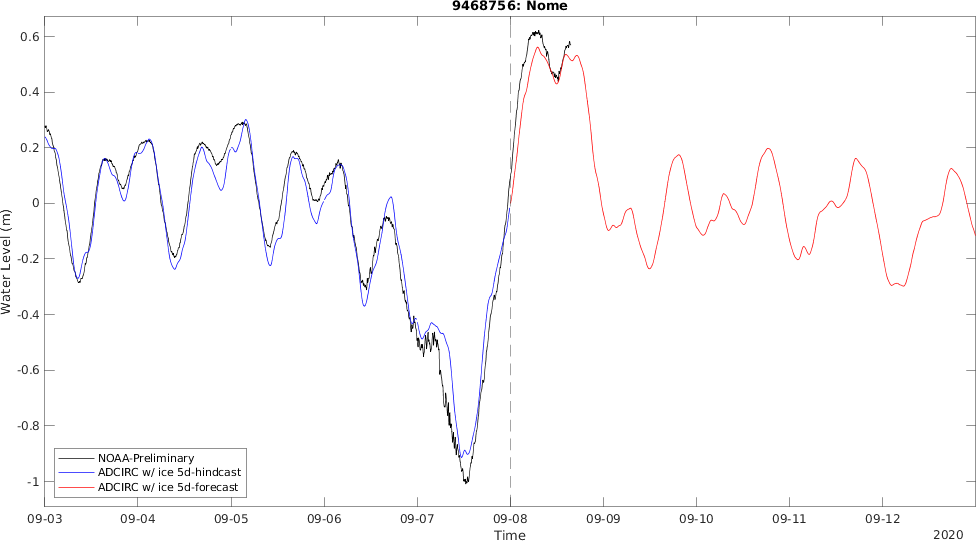 9468756: Nome
0.6
0.4
0.2
0
-0.2
-0.4
-0.6
-0.8
-1
Water Level (m)
NOAA-Preliminary
ADCIRC w/ ice 5d-hindcast
ADCIRC w/ ice 5d-forecast
09-03 09-04 09-05 09-06 09-07 09-08 09-09 09-10 09-11 09-12
Time
2020